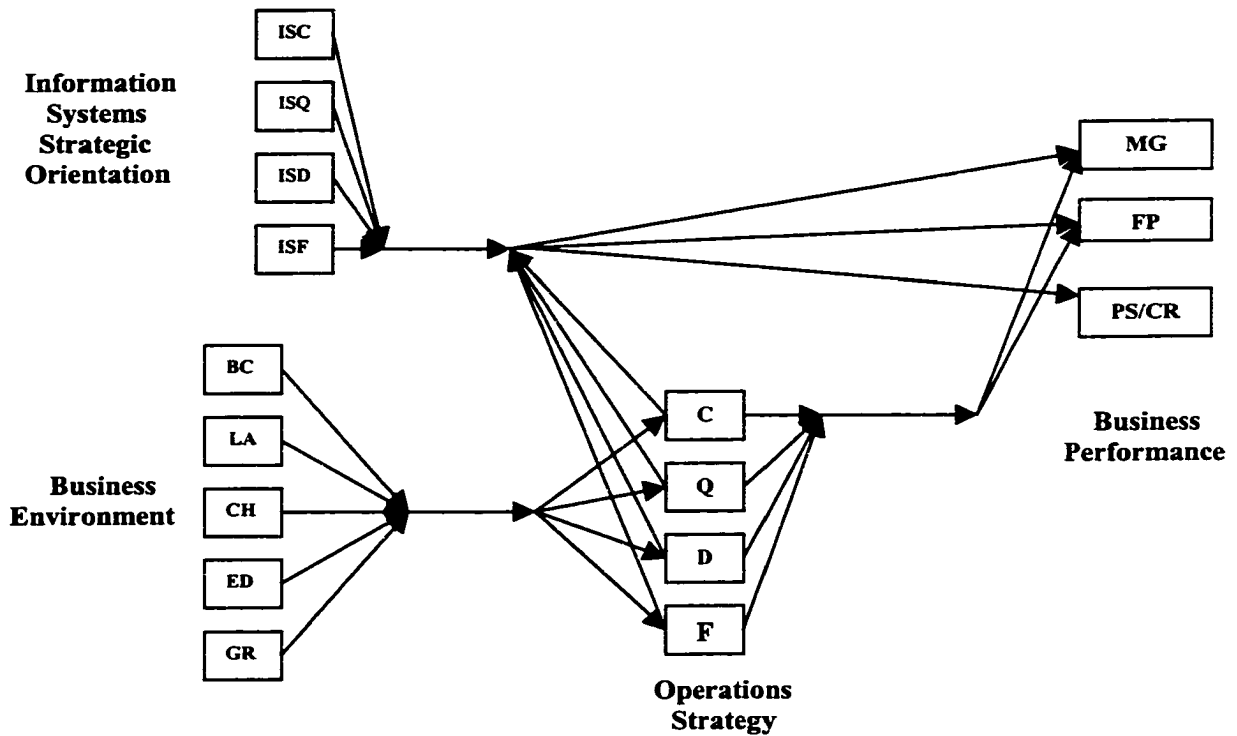 Information
Systems
Strategic
Orientation
ISC
ISQ
ISD
ISF
Business
Environment
BC
LA
CH
ED
GR
C
Q
D
F
Operations
Strategy
MG
FP
PS/CR
Business
Performance